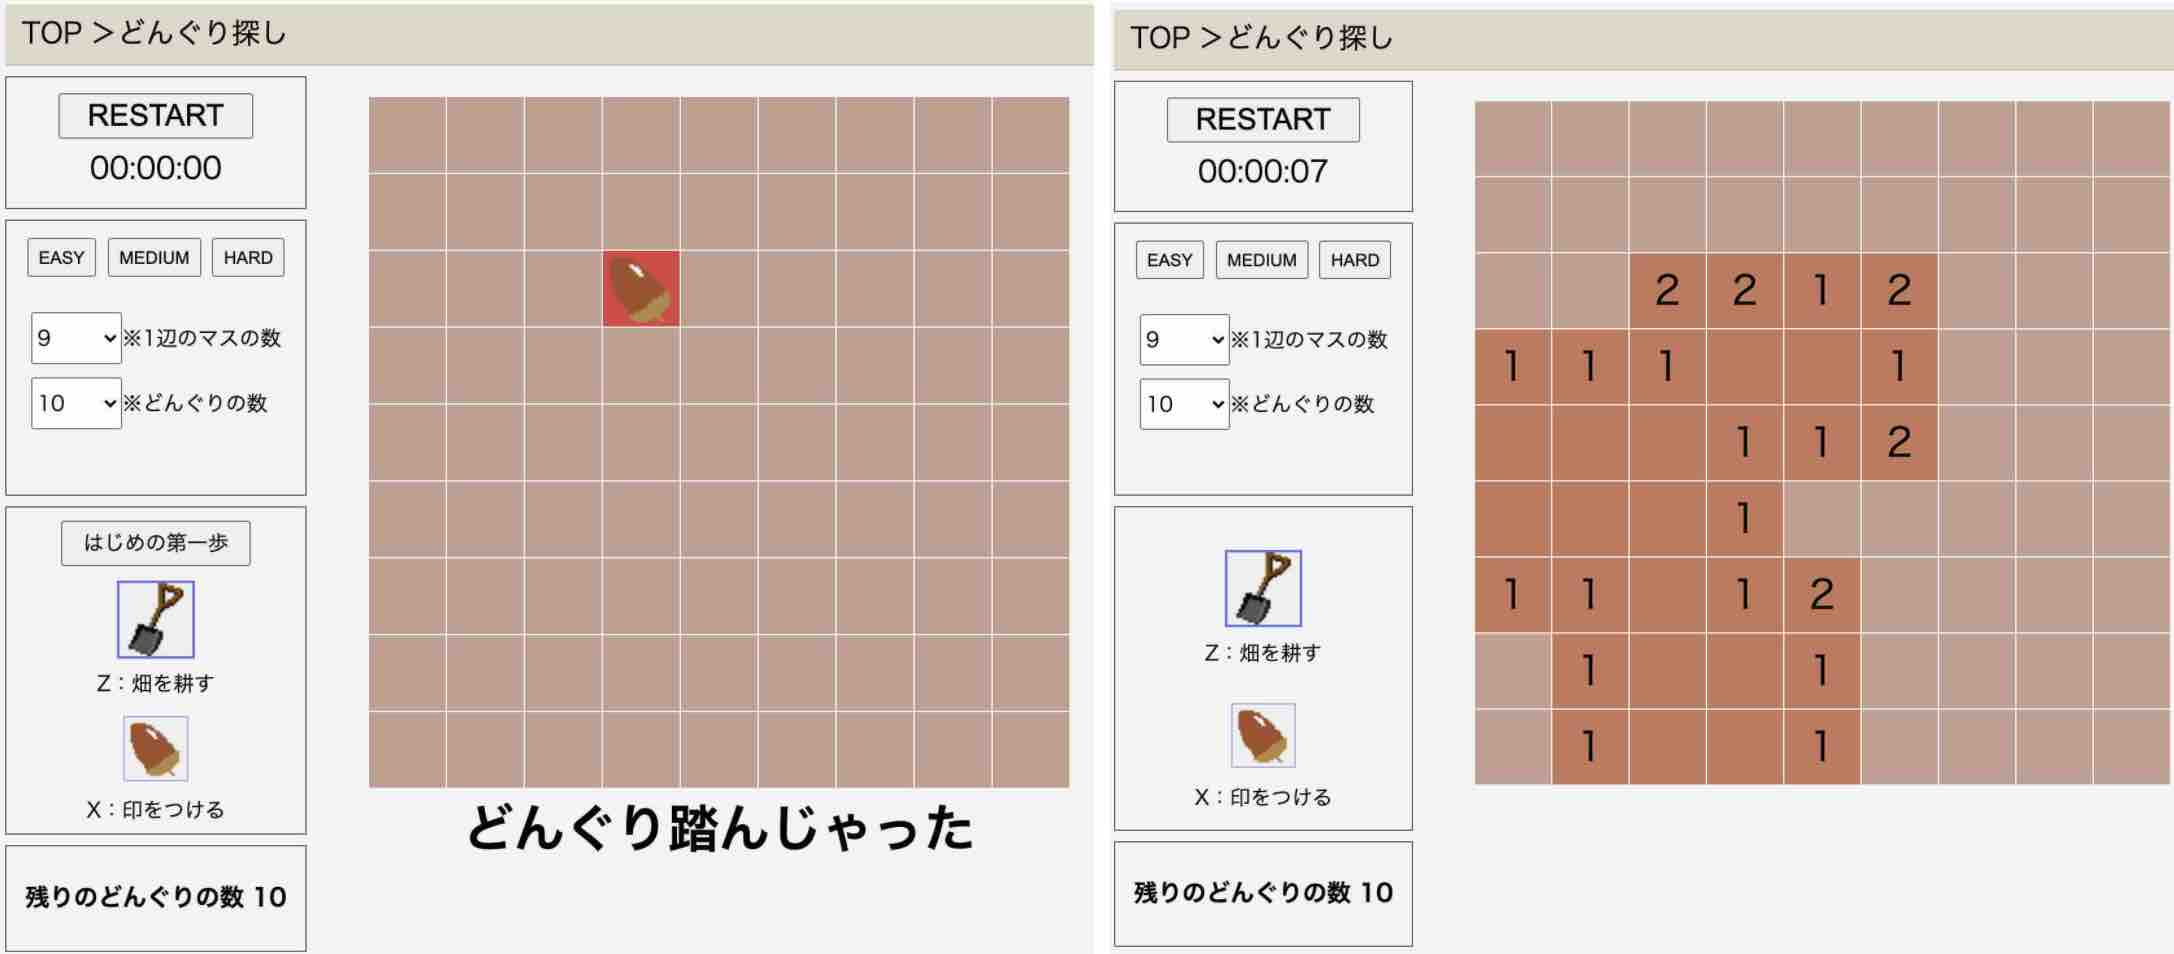 TOP ＞どんぐり探し
RESTART
00:00:00
EASY MEDIUM HARD
9 ※1辺のマスの数
10 ※どんぐりの数
はじめの第一歩
Z：畑を耕す
X：印をつける
残りのどんぐりの数 10
どんぐり踏んじゃった
TOP ＞どんぐり探し
RESTART
00:00:07
EASY MEDIUM HARD
9 ※1辺のマスの数
10 ※どんぐりの数
Z：畑を耕す
X：印をつける
残りのどんぐりの数 10
2 2 1 2
1 1 1 1
1 1 2
1
1 1 1 2
1 1
1 1